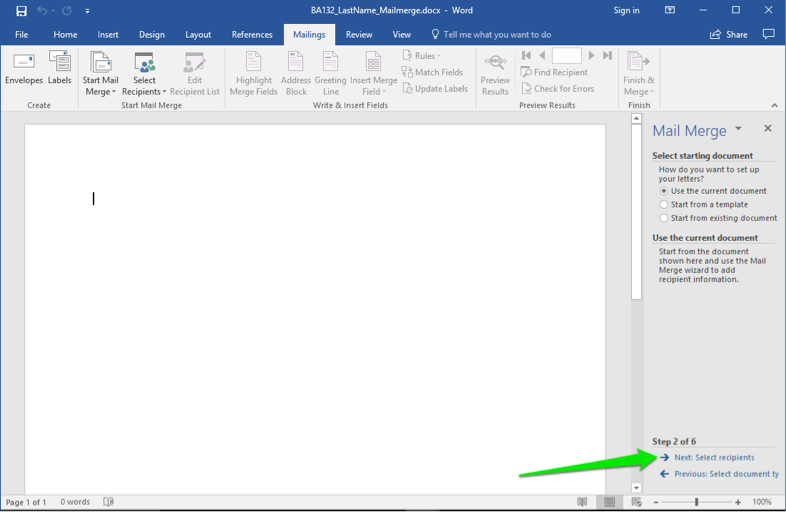 BA132_LastName_Mailmerge.docx - Word
Sign in
File Home Insert Design Layout References Mailings Review View Tell me what you want to do Share
Envelopes Labels
Create
Start Mail Merge
Select Recipients
Edit Recipient List
Start Mail Merge
Highlight Merge Fields
Address Block
Greeting Line
Insert Merge Field
Rules
Match Fields
Update Labels
Write & Insert Fields
Preview Results
ABC
Find Recipient
Check for Errors
Preview Results
Finish & Merge
Finish
Mail Merge
Select starting document
How do you want to set up
your letters?
Use the current document
Start from a template
Start from existing document
Use the current document
Start from the document
shown here and use the Mail
Merge wizard to add
recipient information.
Step 2 of 6
Next: Select recipients
Previous: Select document ty
Page 1 of 1 0 words 100%